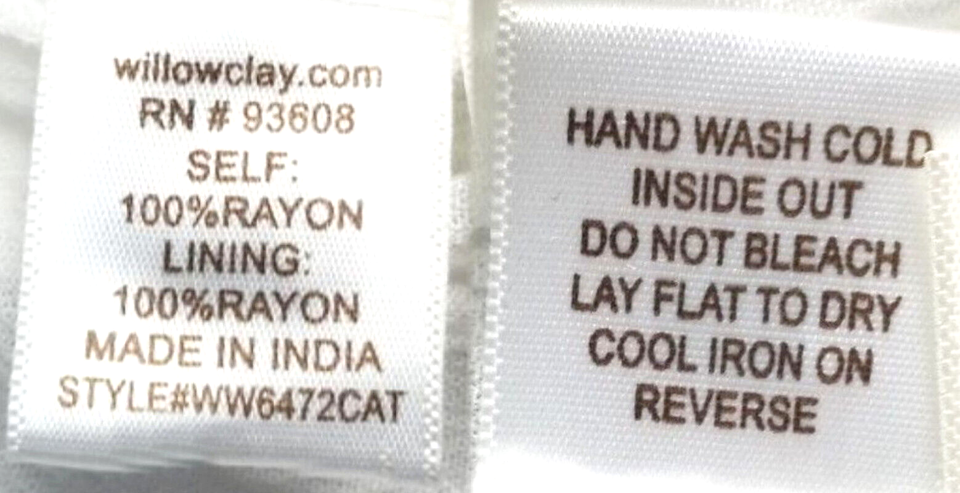 willowclay.com
RN # 93608
SELF:
100%RAYON
LINING:
100%RAYON
MADE IN INDIA
STYLE#WW6472CAT
HAND WASH COLD
INSIDE OUT
DO NOT BLEACH
LAY FLAT TO DRY
COOL IRON ON
REVERSE